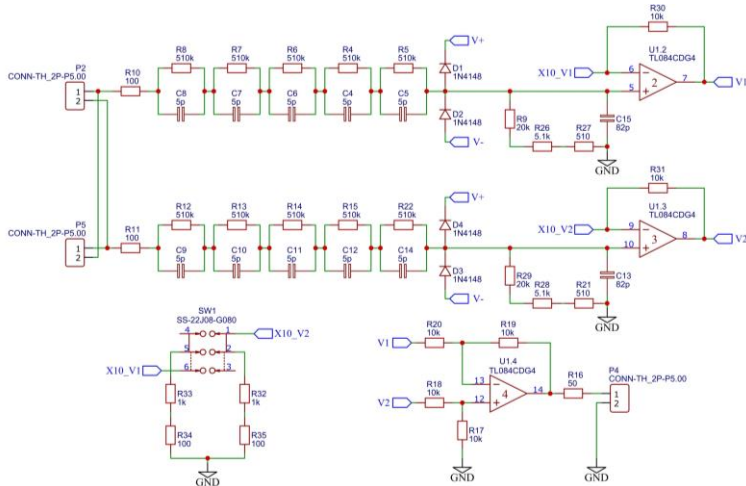 V+
R30
10k
R8
510k
R7
510k
R6
510k
R4
510k
R5
510k
D1
1N4148
U1.2
TL084CDG4
P2
CONN-TH_2P-P5.00
1
2
R10
100
X10_V1
6
5
2
7
V1
C8
5p
C7
5p
C6
5p
C4
5p
C5
5p
D2
1N4148
V-
R9
20k
R26
5.1k
R27
510
C15
82p
GND
V+
R31
10k
R12
510k
R13
510k
R14
510k
R15
510k
R22
510k
D4
1N4148
U1.3
TL084CDG4
P5
CONN-TH_2P-P5.00
1
2
R11
100
X10_V2
9
10
3
8
V2
C9
5p
C10
5p
C11
5p
C12
5p
C14
5p
D3
1N4148
V-
R29
20k
R28
5.1k
R21
510
C13
82p
GND
SW1
SS-22J08-G080
4
1
X10_V2
5
2
X10_V1
6
3
R33
1k
R32
1k
R34
100
R35
100
GND
V1
R20
10k
R19
10k
U1.4
TL084CDG4
13
12
4
14
R16
50
P4
CONN-TH_2P-P5.00
1
2
V2
R18
10k
R17
10k
GND
GND